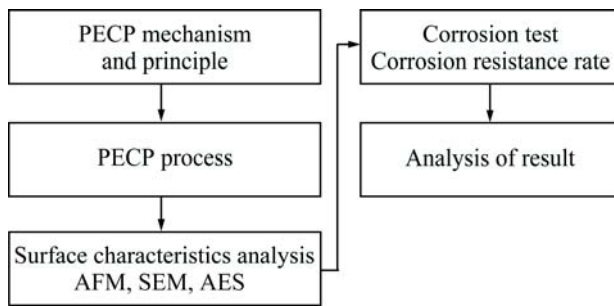 PECP mechanism
and principle
PECP process
Surface characteristics analysis
AFM, SEM, AES
Corrosion test
Corrosion resistance rate
Analysis of result